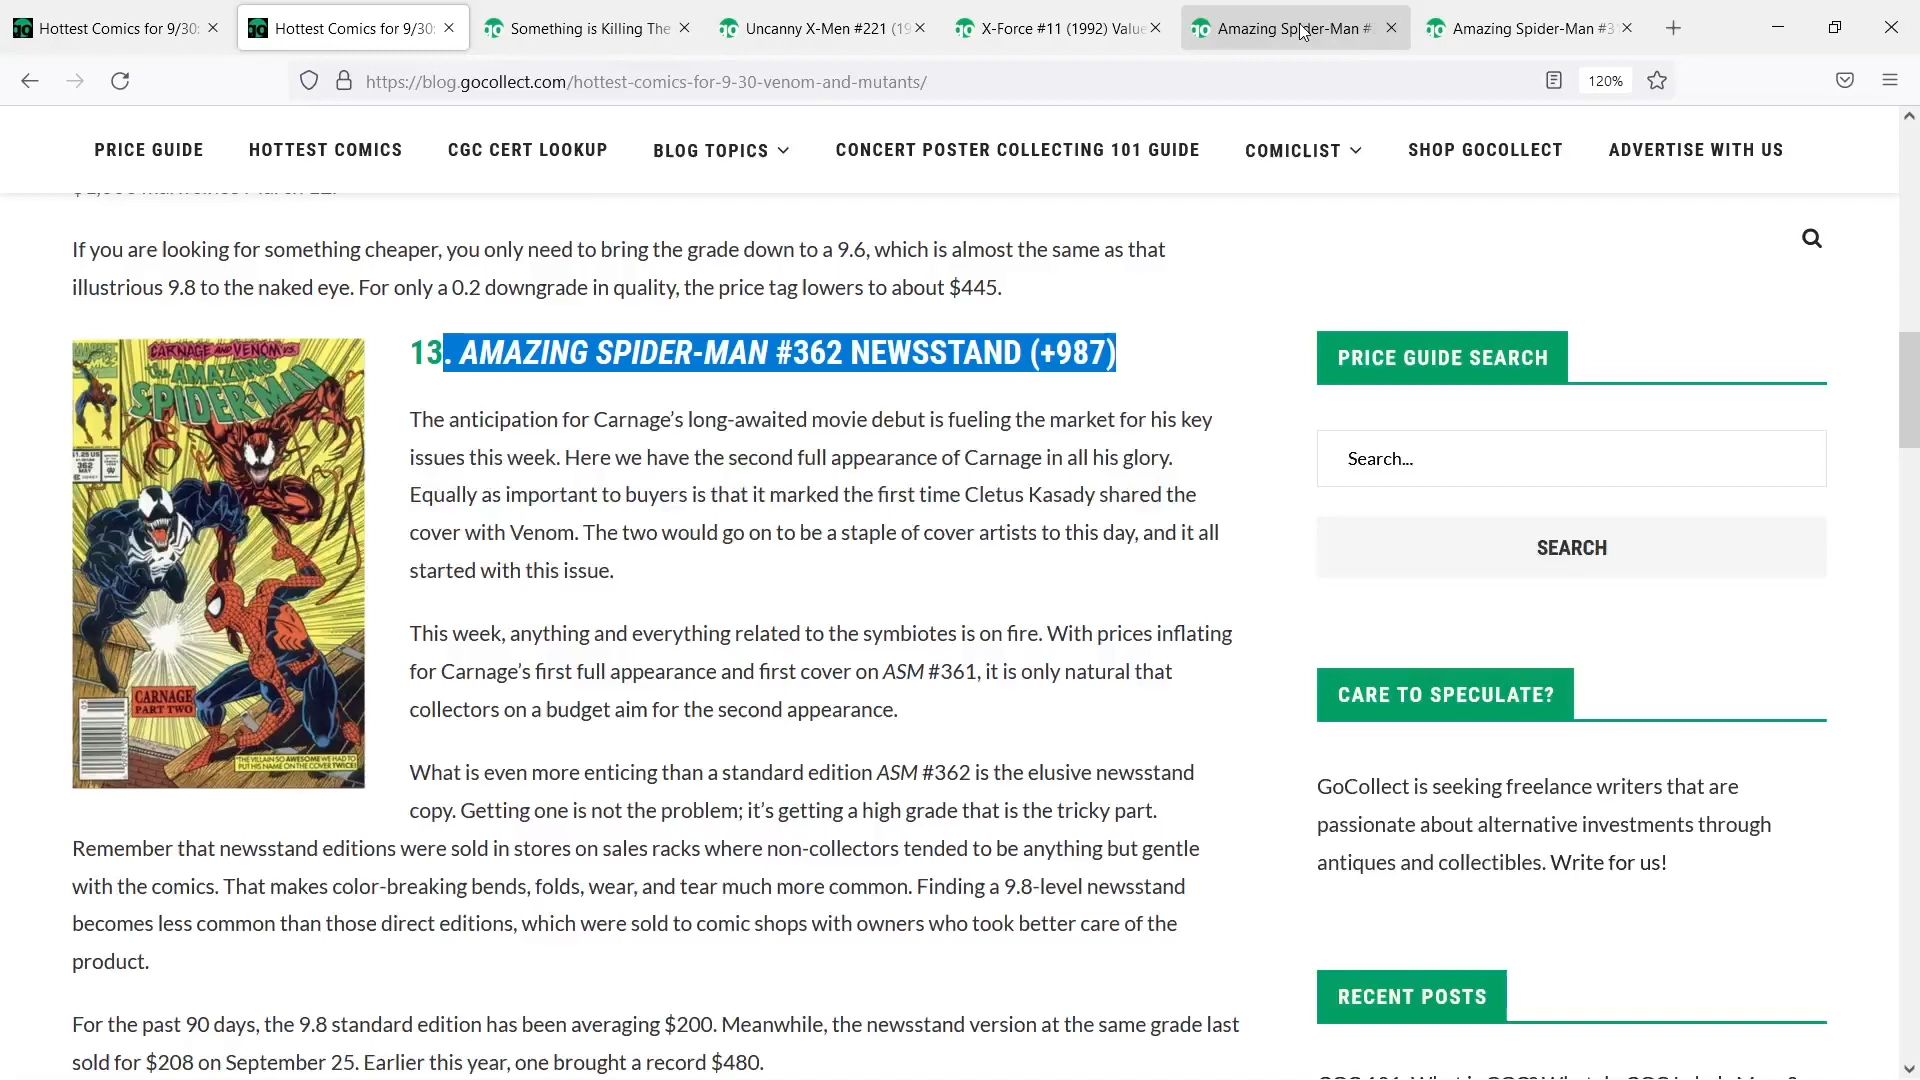 Hottest Comics for 9/30:
Hottest Comics for 9/30:
Something is Killing The
Uncanny X-Men #221 (19
X-Force #11 (1992) Value
Amazing Spider-Man #
Amazing Spider-Man #3
https://blog.gocollect.com/hottest-comics-for-9-30-venom-and-mutants/
120%
PRICE GUIDE
HOTTEST COMICS
CGC CERT LOOKUP
BLOG TOPICS
CONCERT POSTER COLLECTING 101 GUIDE
COMICLIST
SHOP GOCOLLECT
ADVERTISE WITH US
If you are looking for something cheaper, you only need to bring the grade down to a 9.6, which is almost the same as that
illustrious 9.8 to the naked eye. For only a 0.2 downgrade in quality, the price tag lowers to about $445.
CARNAGE AND VENOM VS.
the AMAZING
SPIDER-MAN
$1.25 US
362
MAY
CARNAGE
PART TWO
"THE VILLAIN SO AWESOME WE HAD TO
PUT HIS NAME ON THE COVER TWICE!"
13. AMAZING SPIDER-MAN #362 NEWSSTAND (+987)
The anticipation for Carnage’s long-awaited movie debut is fueling the market for his key
issues this week. Here we have the second full appearance of Carnage in all his glory.
Equally as important to buyers is that it marked the first time Cletus Kasady shared the
cover with Venom. The two would go on to be a staple of cover artists to this day, and it all
started with this issue.
This week, anything and everything related to the symbiotes is on fire. With prices inflating
for Carnage’s first full appearance and first cover on ASM #361, it is only natural that
collectors on a budget aim for the second appearance.
What is even more enticing than a standard edition ASM #362 is the elusive newsstand
copy. Getting one is not the problem; it’s getting a high grade that is the tricky part.
Remember that newsstand editions were sold in stores on sales racks where non-collectors tended to be anything but gentle
with the comics. That makes color-breaking bends, folds, wear, and tear much more common. Finding a 9.8-level newsstand
becomes less common than those direct editions, which were sold to comic shops with owners who took better care of the
product.
For the past 90 days, the 9.8 standard edition has been averaging $200. Meanwhile, the newsstand version at the same grade last
sold for $208 on September 25. Earlier this year, one brought a record $480.
PRICE GUIDE SEARCH
Search...
SEARCH
CARE TO SPECULATE?
GoCollect is seeking freelance writers that are
passionate about alternative investments through
antiques and collectibles. Write for us!
RECENT POSTS